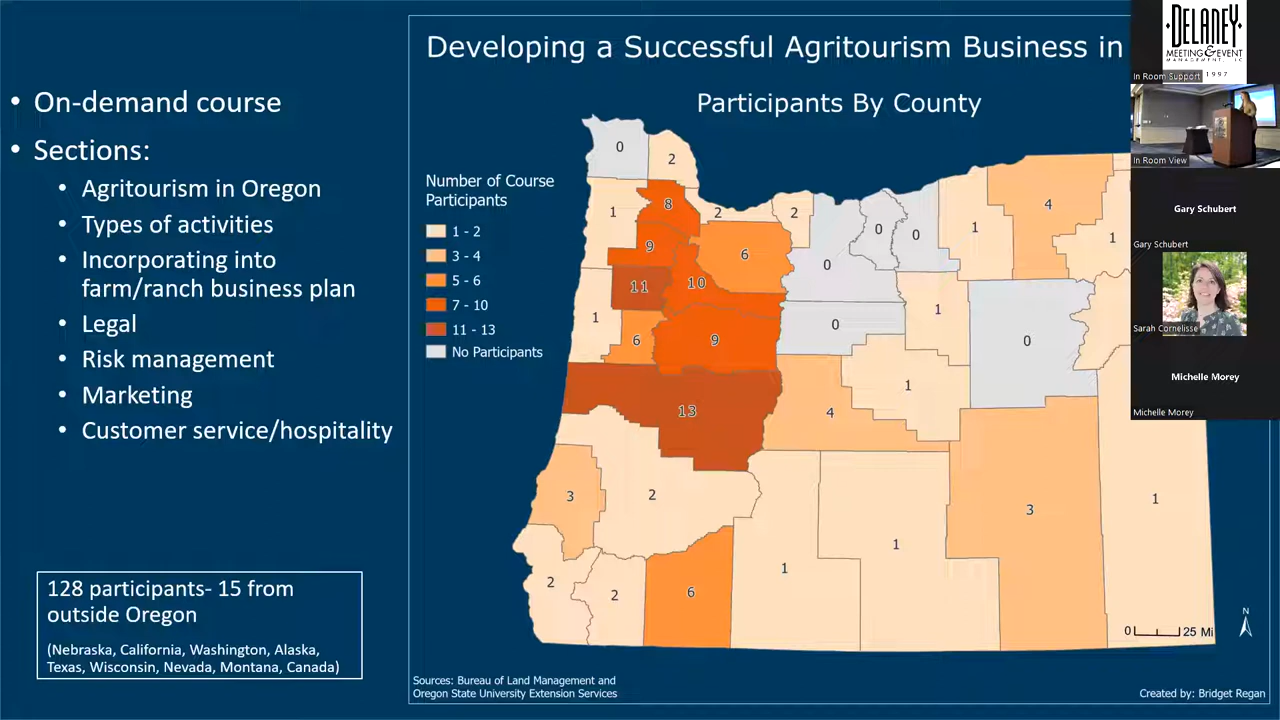 • On-demand course
• Sections:
• Agritourism in Oregon
• Types of activities
• Incorporating into
farm/ranch business plan
• Legal
• Risk management
• Marketing
• Customer service/hospitality
128 participants- 15 from
outside Oregon
(Nebraska, California, Washington, Alaska,
Texas, Wisconsin, Nevada, Montana, Canada)
Developing a Successful Agritourism Business in
Participants By County
Number of Course
Participants
1 - 2
3 - 4
5 - 6
7 - 10
11 - 13
No Participants
0
2
1
8
2
2
0
0
0
1
4
1
9
6
11
10
1
6
9
0
1
0
13
4
1
3
2
1
1
3
1
2
2
6
0 25 Mi
N
Sources: Bureau of Land Management and
Oregon State University Extension Services
Created by: Bridget Regan
DELANEY
MEETING & EVENT
MANAGEMENT, LLC
1997
In Room Support
In Room View
Gary Schubert
Gary Schubert
Sarah Cornelisse
Michelle Morey
Michelle Morey